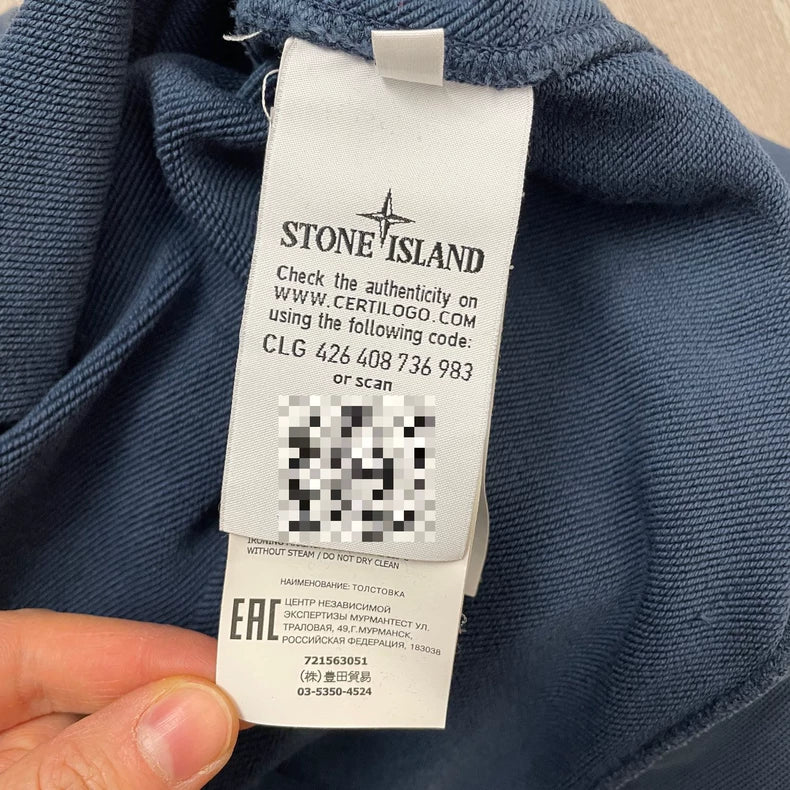 STONE ISLAND
Check the authenticity on
WWW.CERTILOGO.COM
using the following code:
CLG 426 408 736 983
or scan
WITHOUT STEAM / DO NOT DRY CLEAN
НАИМЕНОВАНИЕ: ТОЛСТОВКА
EAC
ЦЕНТР НЕЗАВИСИМОЙ
ЭКСПЕРТИЗЫ МУРМАНТЕСТ УЛ.
ТРАЛОВАЯ, 49,Г.МУРМАНСК,
РОССИЙСКАЯ ФЕДЕРАЦИЯ, 183038
721563051
(株)豊田貿易
03-5350-4524